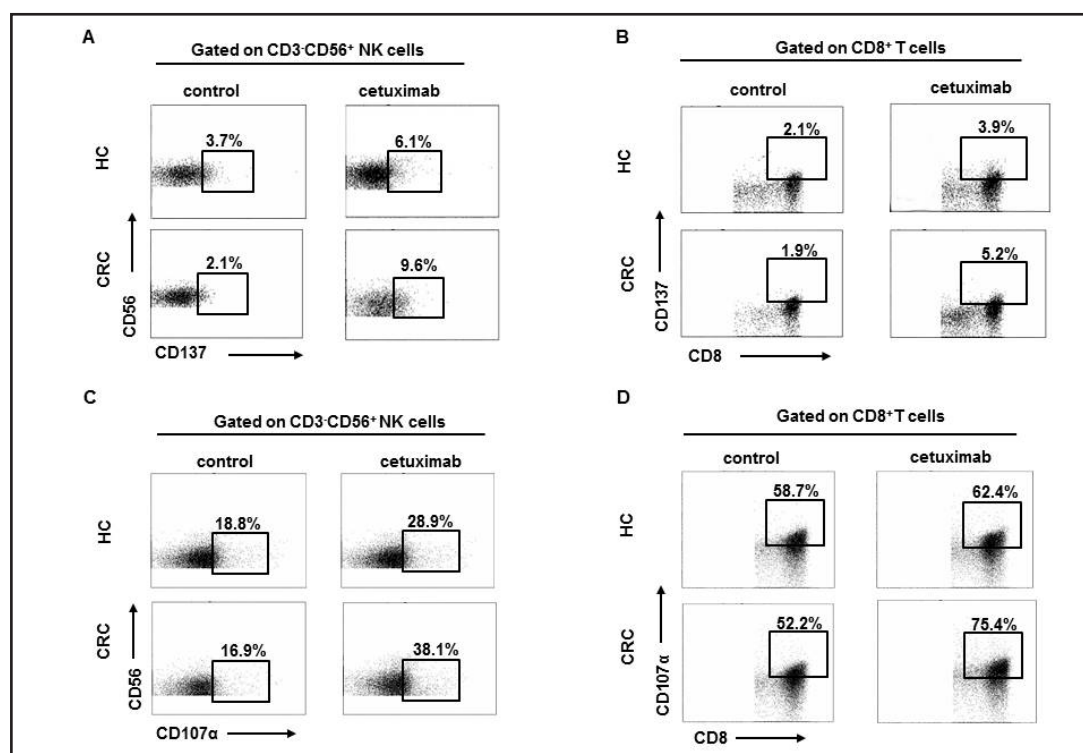 A
Gated on CD3-CD56+ NK cells
control
cetuximab
HC
3.7%
6.1%
CRC
2.1%
9.6%
CD56
CD137
B
Gated on CD8+ T cells
control
cetuximab
HC
2.1%
3.9%
CRC
1.9%
5.2%
CD137
CD8
C
Gated on CD3-CD56+ NK cells
control
cetuximab
HC
18.8%
28.9%
CRC
16.9%
38.1%
CD56
CD107α
D
Gated on CD8+T cells
control
cetuximab
HC
58.7%
62.4%
CRC
52.2%
75.4%
CD107α
CD8